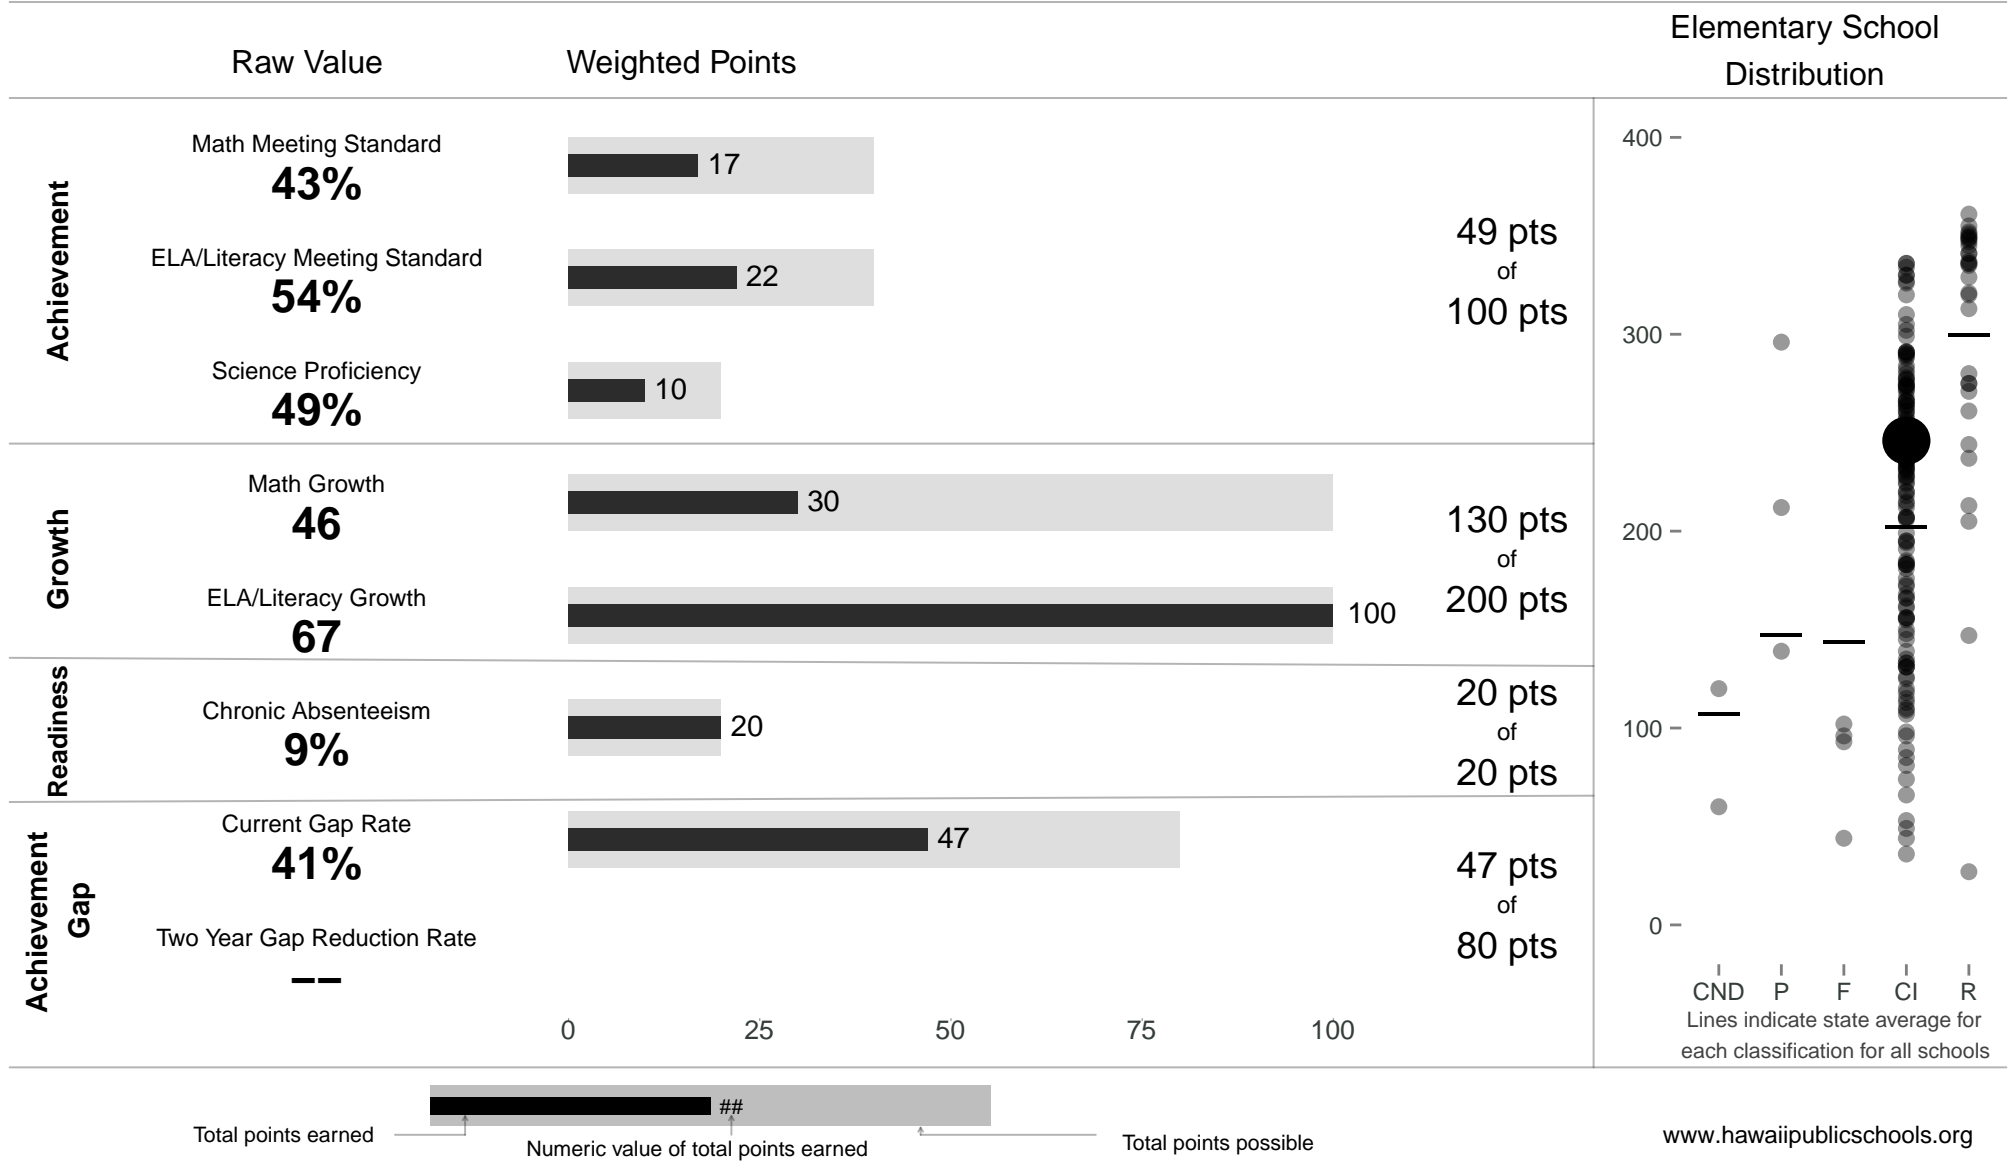 Raw Value
Weighted Points
Elementary School
Distribution
Achievement
Math Meeting Standard
43%
17
ELA/Literacy Meeting Standard
54%
22
Science Proficiency
49%
10
49 pts
of
100 pts
Growth
Math Growth
46
30
ELA/Literacy Growth
67
100
130 pts
of
200 pts
Readiness
Chronic Absenteeism
9%
20
20 pts
of
20 pts
Achievement
Gap
Current Gap Rate
41%
47
Two Year Gap Reduction Rate
--
47 pts
of
80 pts
0 25 50 75 100
400
300
200
100
0
CND P F CI R
Lines indicate state average for
each classification for all schools
Total points earned
##
Numeric value of total points earned
Total points possible
www.hawaiipublicschools.org